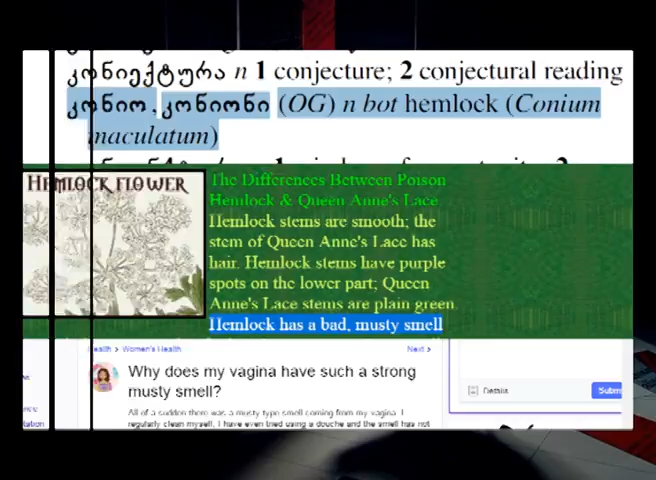 კონიექტურა n 1 conjecture; 2 conjectural reading
კონიო, კონიონი (OG) n bot hemlock (Conium
maculatum)
HEMLOCK FLOWER
The Differences Between Poison
Hemlock & Queen Anne's Lace
Hemlock stems are smooth; the
stem of Queen Anne's Lace has
hair. Hemlock stems have purple
spots on the lower part; Queen
Anne's Lace stems are plain green.
Hemlock has a bad, musty smell
Health > Women's Health
Next >
Why does my vagina have such a strong
musty smell?
All of a sudden there was a musty type smell coming from my vagina. I
regularly clean myself, I have even tried using a douche and the smell has not
Details
Subm